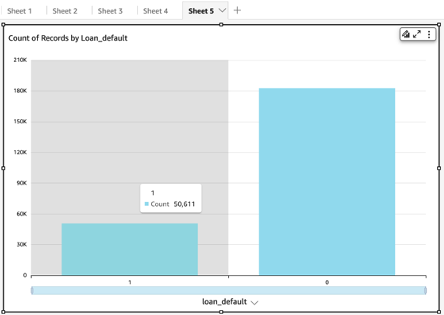 Sheet 1 Sheet 2 Sheet 3 Sheet 4 Sheet 5
Count of Records by Loan_default
210K
180K
150K
120K
90K
60K
30K
0
1
Count 50,611
1 0
loan_default